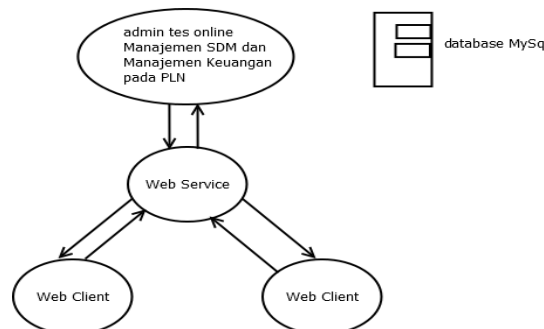 admin tes online
Manajemen SDM dan
Manajemen Keuangan
pada PLN
database MySq
Web Service
Web Client
Web Client